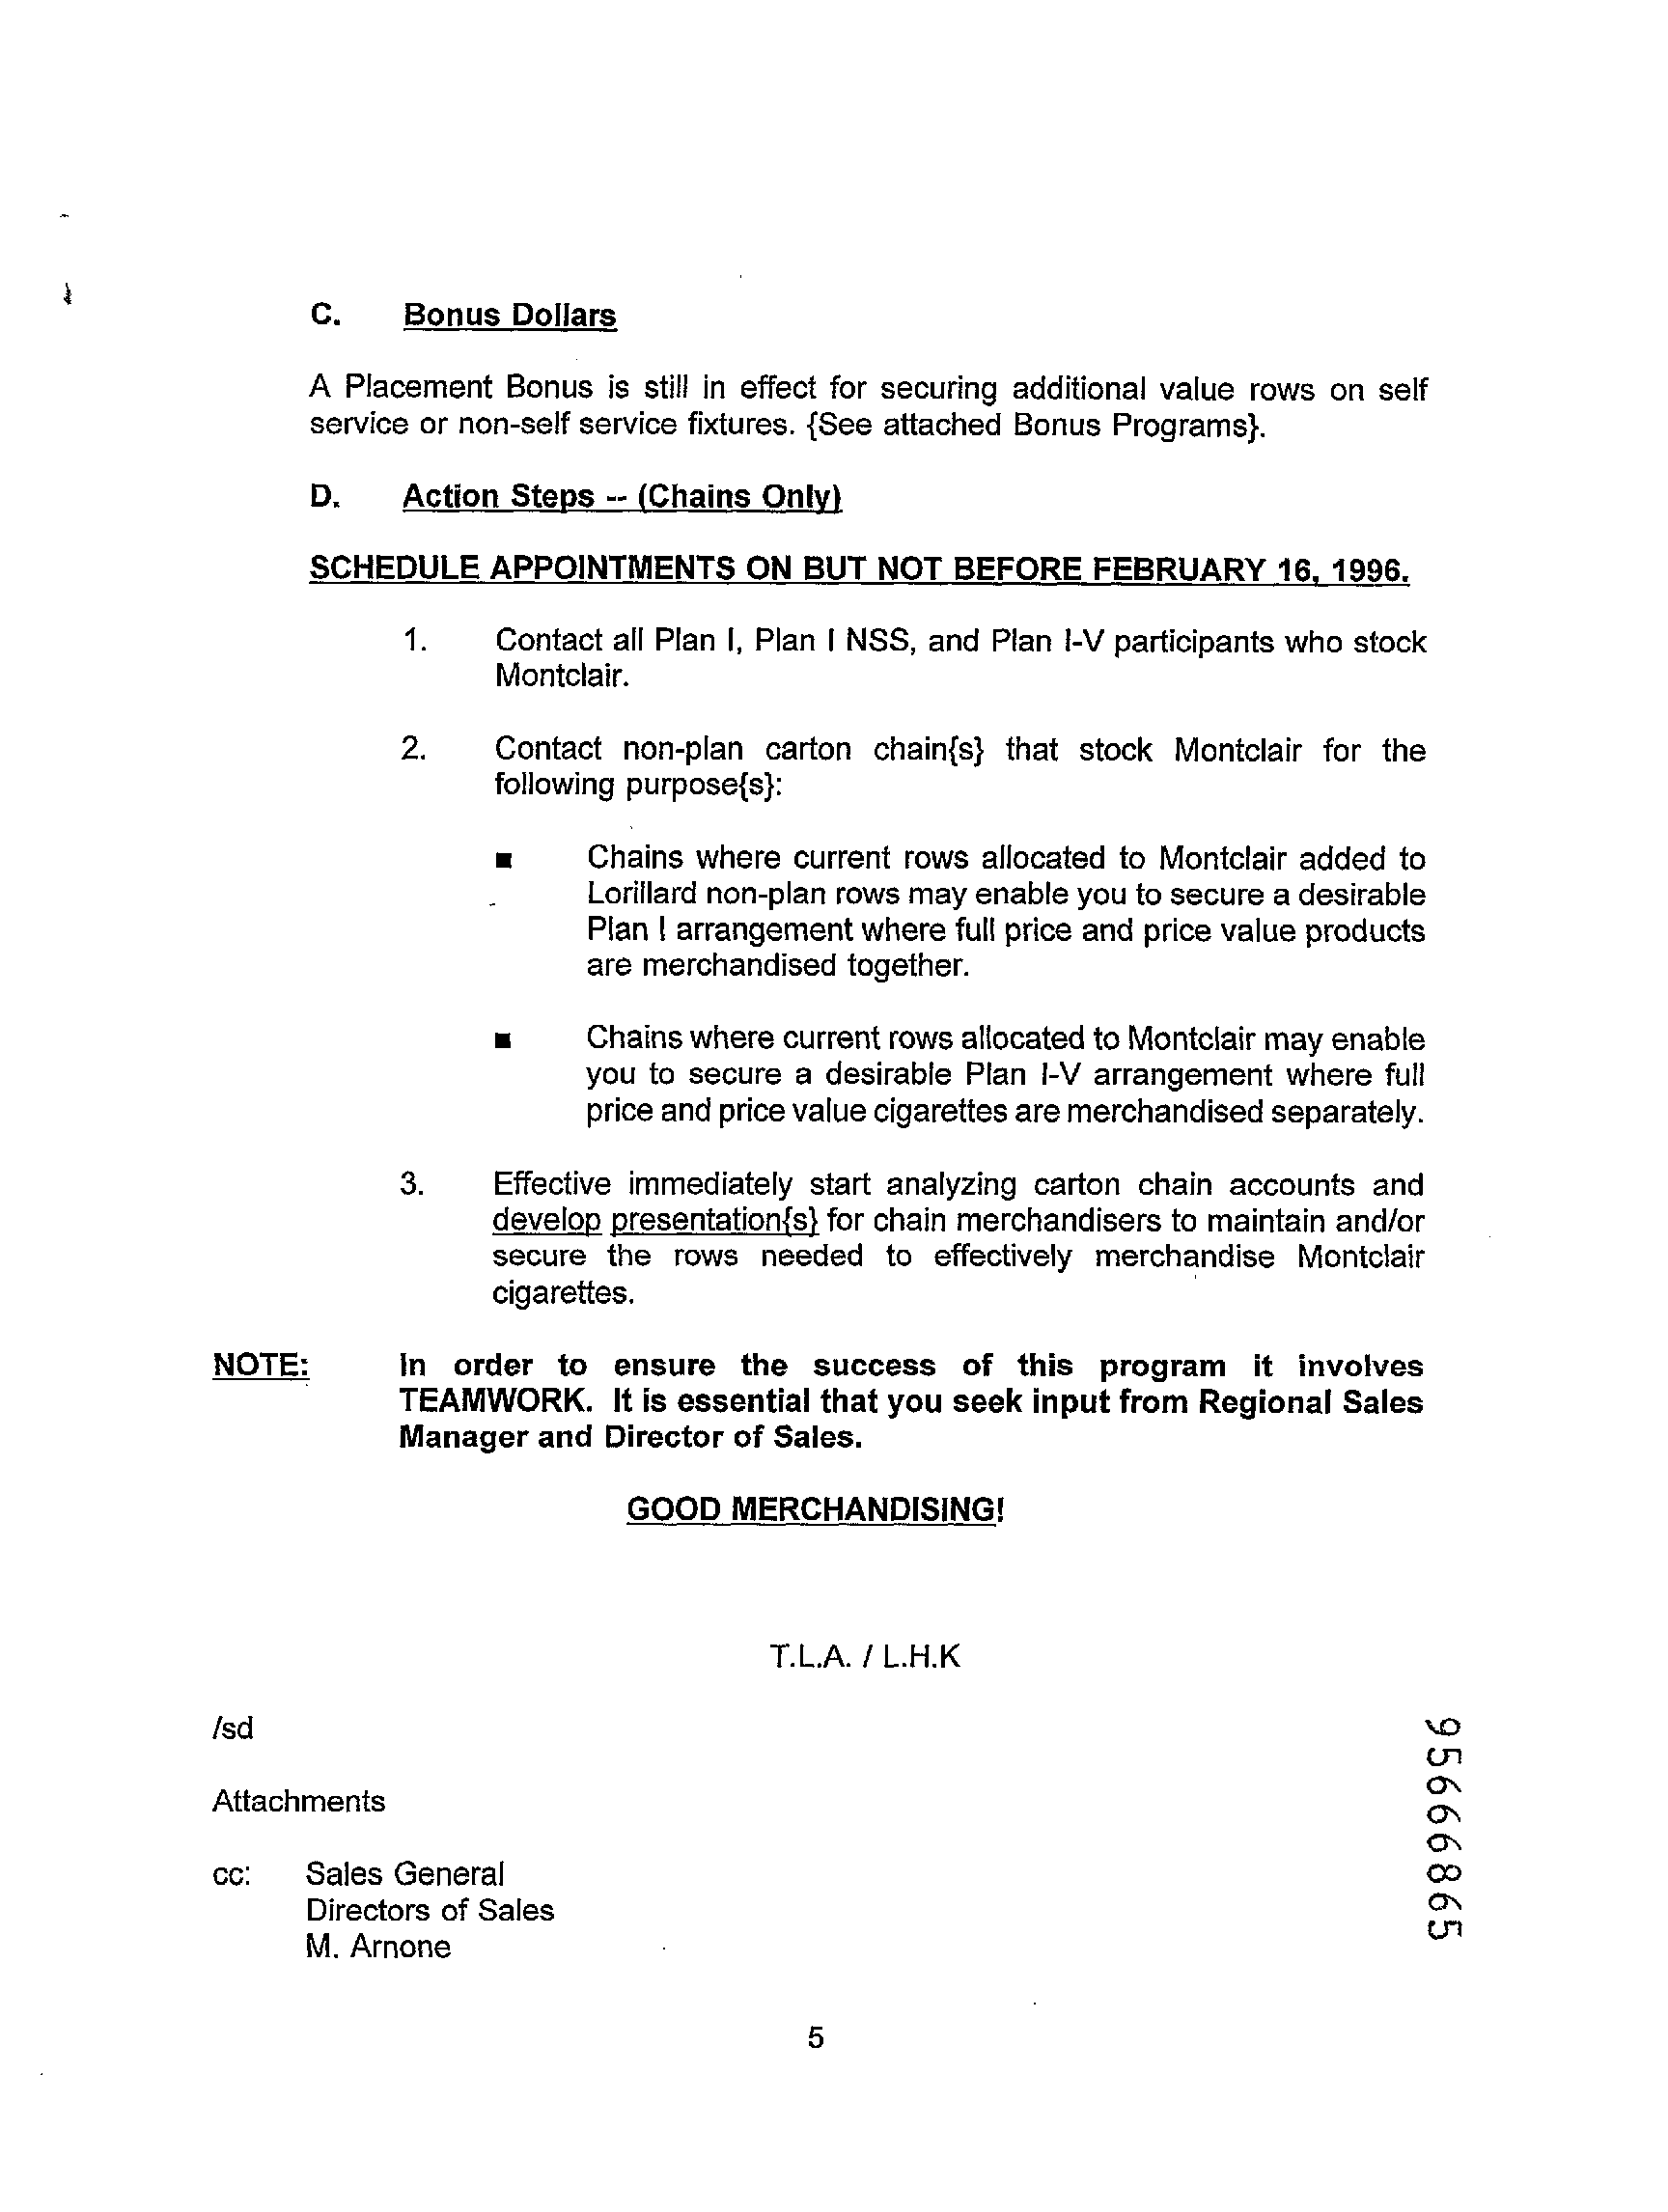 C. Bonus Dollars
A Placement Bonus is still in effect for securing additional value rows on self
service or non-self service fixtures. {See attached Bonus Programs}.
D. Action Steps -- (Chains Only)
SCHEDULE APPOINTMENTS ON BUT NOT BEFORE FEBRUARY 16, 1996.
1. Contact all Plan I, Plan I NSS, and Plan I-V participants who stock
Montclair.
2. Contact non-plan carton chain{s} that stock Montclair for the
following purpose{s}:
■ Chains where current rows allocated to Montclair added to
Lorillard non-plan rows may enable you to secure a desirable
Plan I arrangement where full price and price value products
are merchandised together.
■ Chains where current rows allocated to Montclair may enable
you to secure a desirable Plan I-V arrangement where full
price and price value cigarettes are merchandised separately.
3. Effective immediately start analyzing carton chain accounts and
develop presentation{s} for chain merchandisers to maintain and/or
secure the rows needed to effectively merchandise Montclair
cigarettes.
NOTE: In order to ensure the success of this program it involves
TEAMWORK. It is essential that you seek input from Regional Sales
Manager and Director of Sales.
GOOD MERCHANDISING!
T.L.A. / L.H.K
/sd
Attachments
cc: Sales General
Directors of Sales
M. Arnone
95666865
5